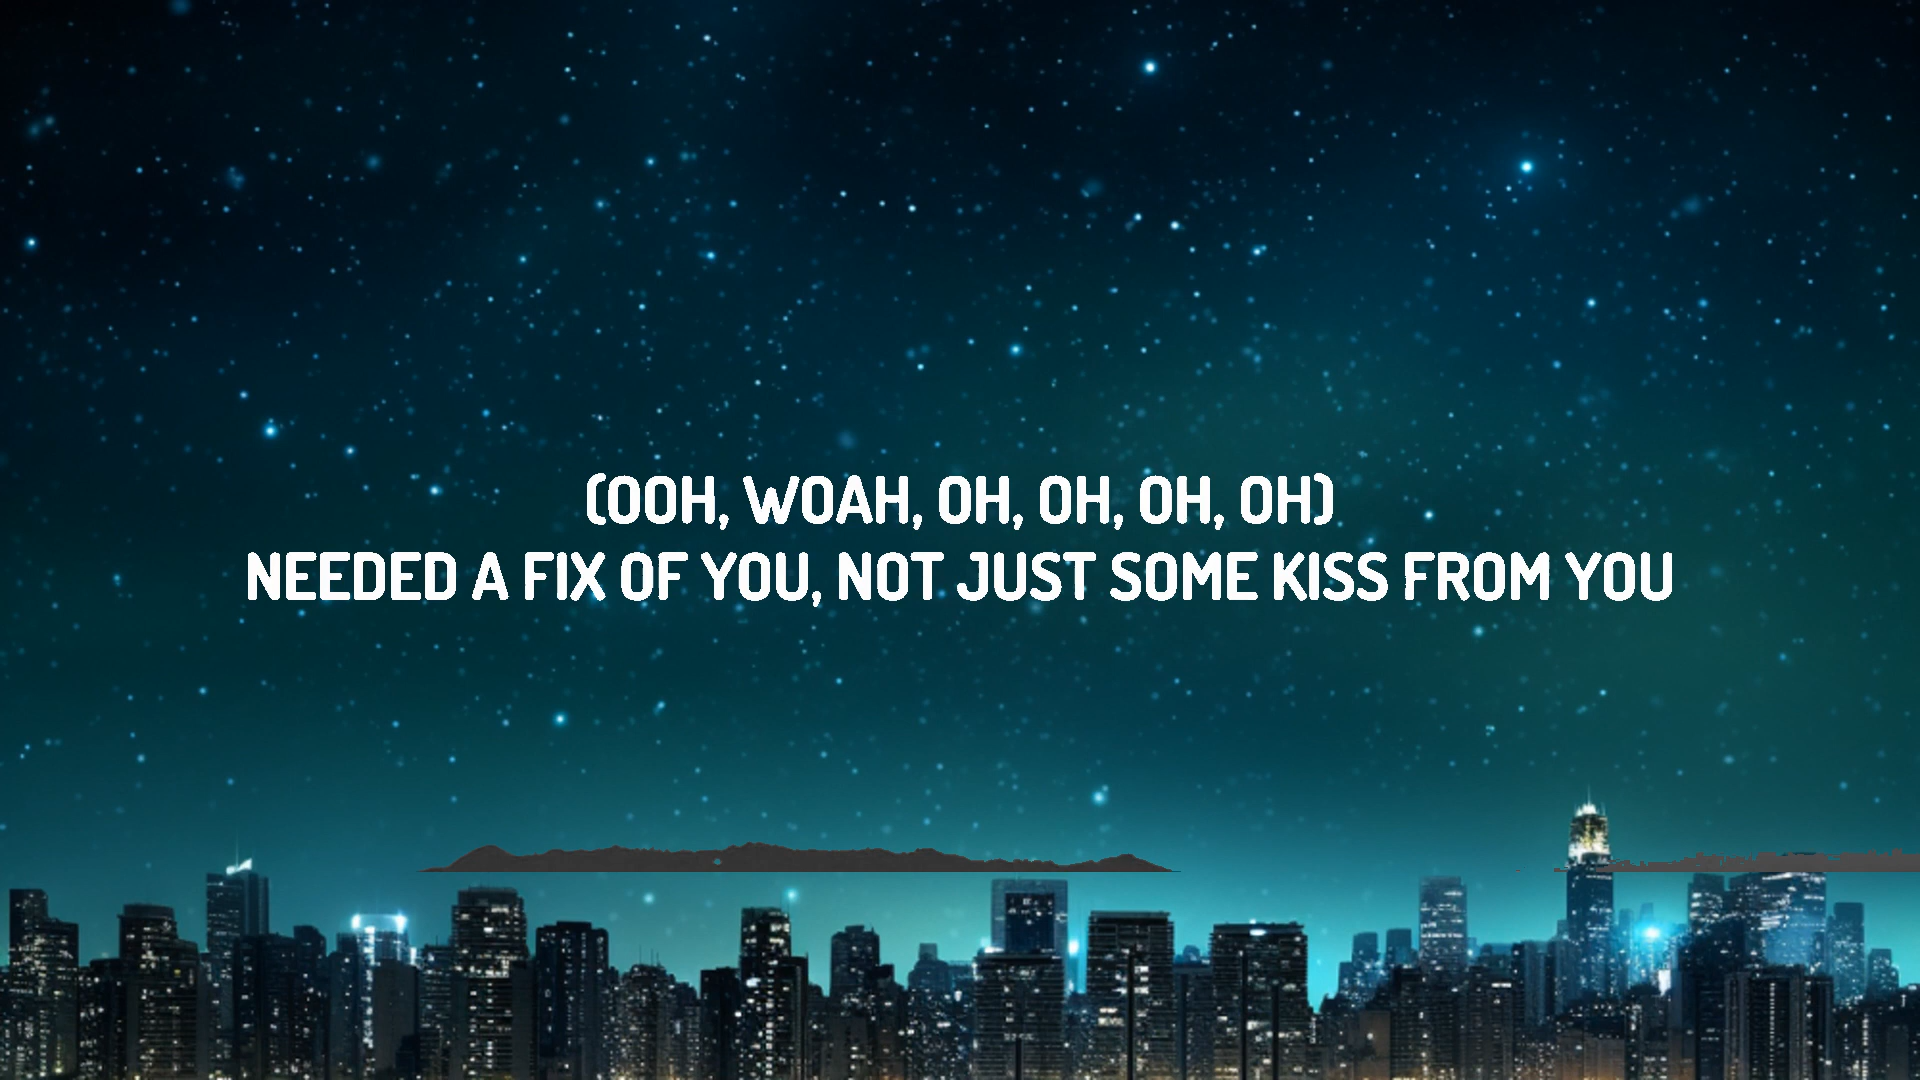 (OOH, WOAH, OH, OH, OH, OH)
NEEDED A FIX OF YOU, NOT JUST SOME KISS FROM YOU